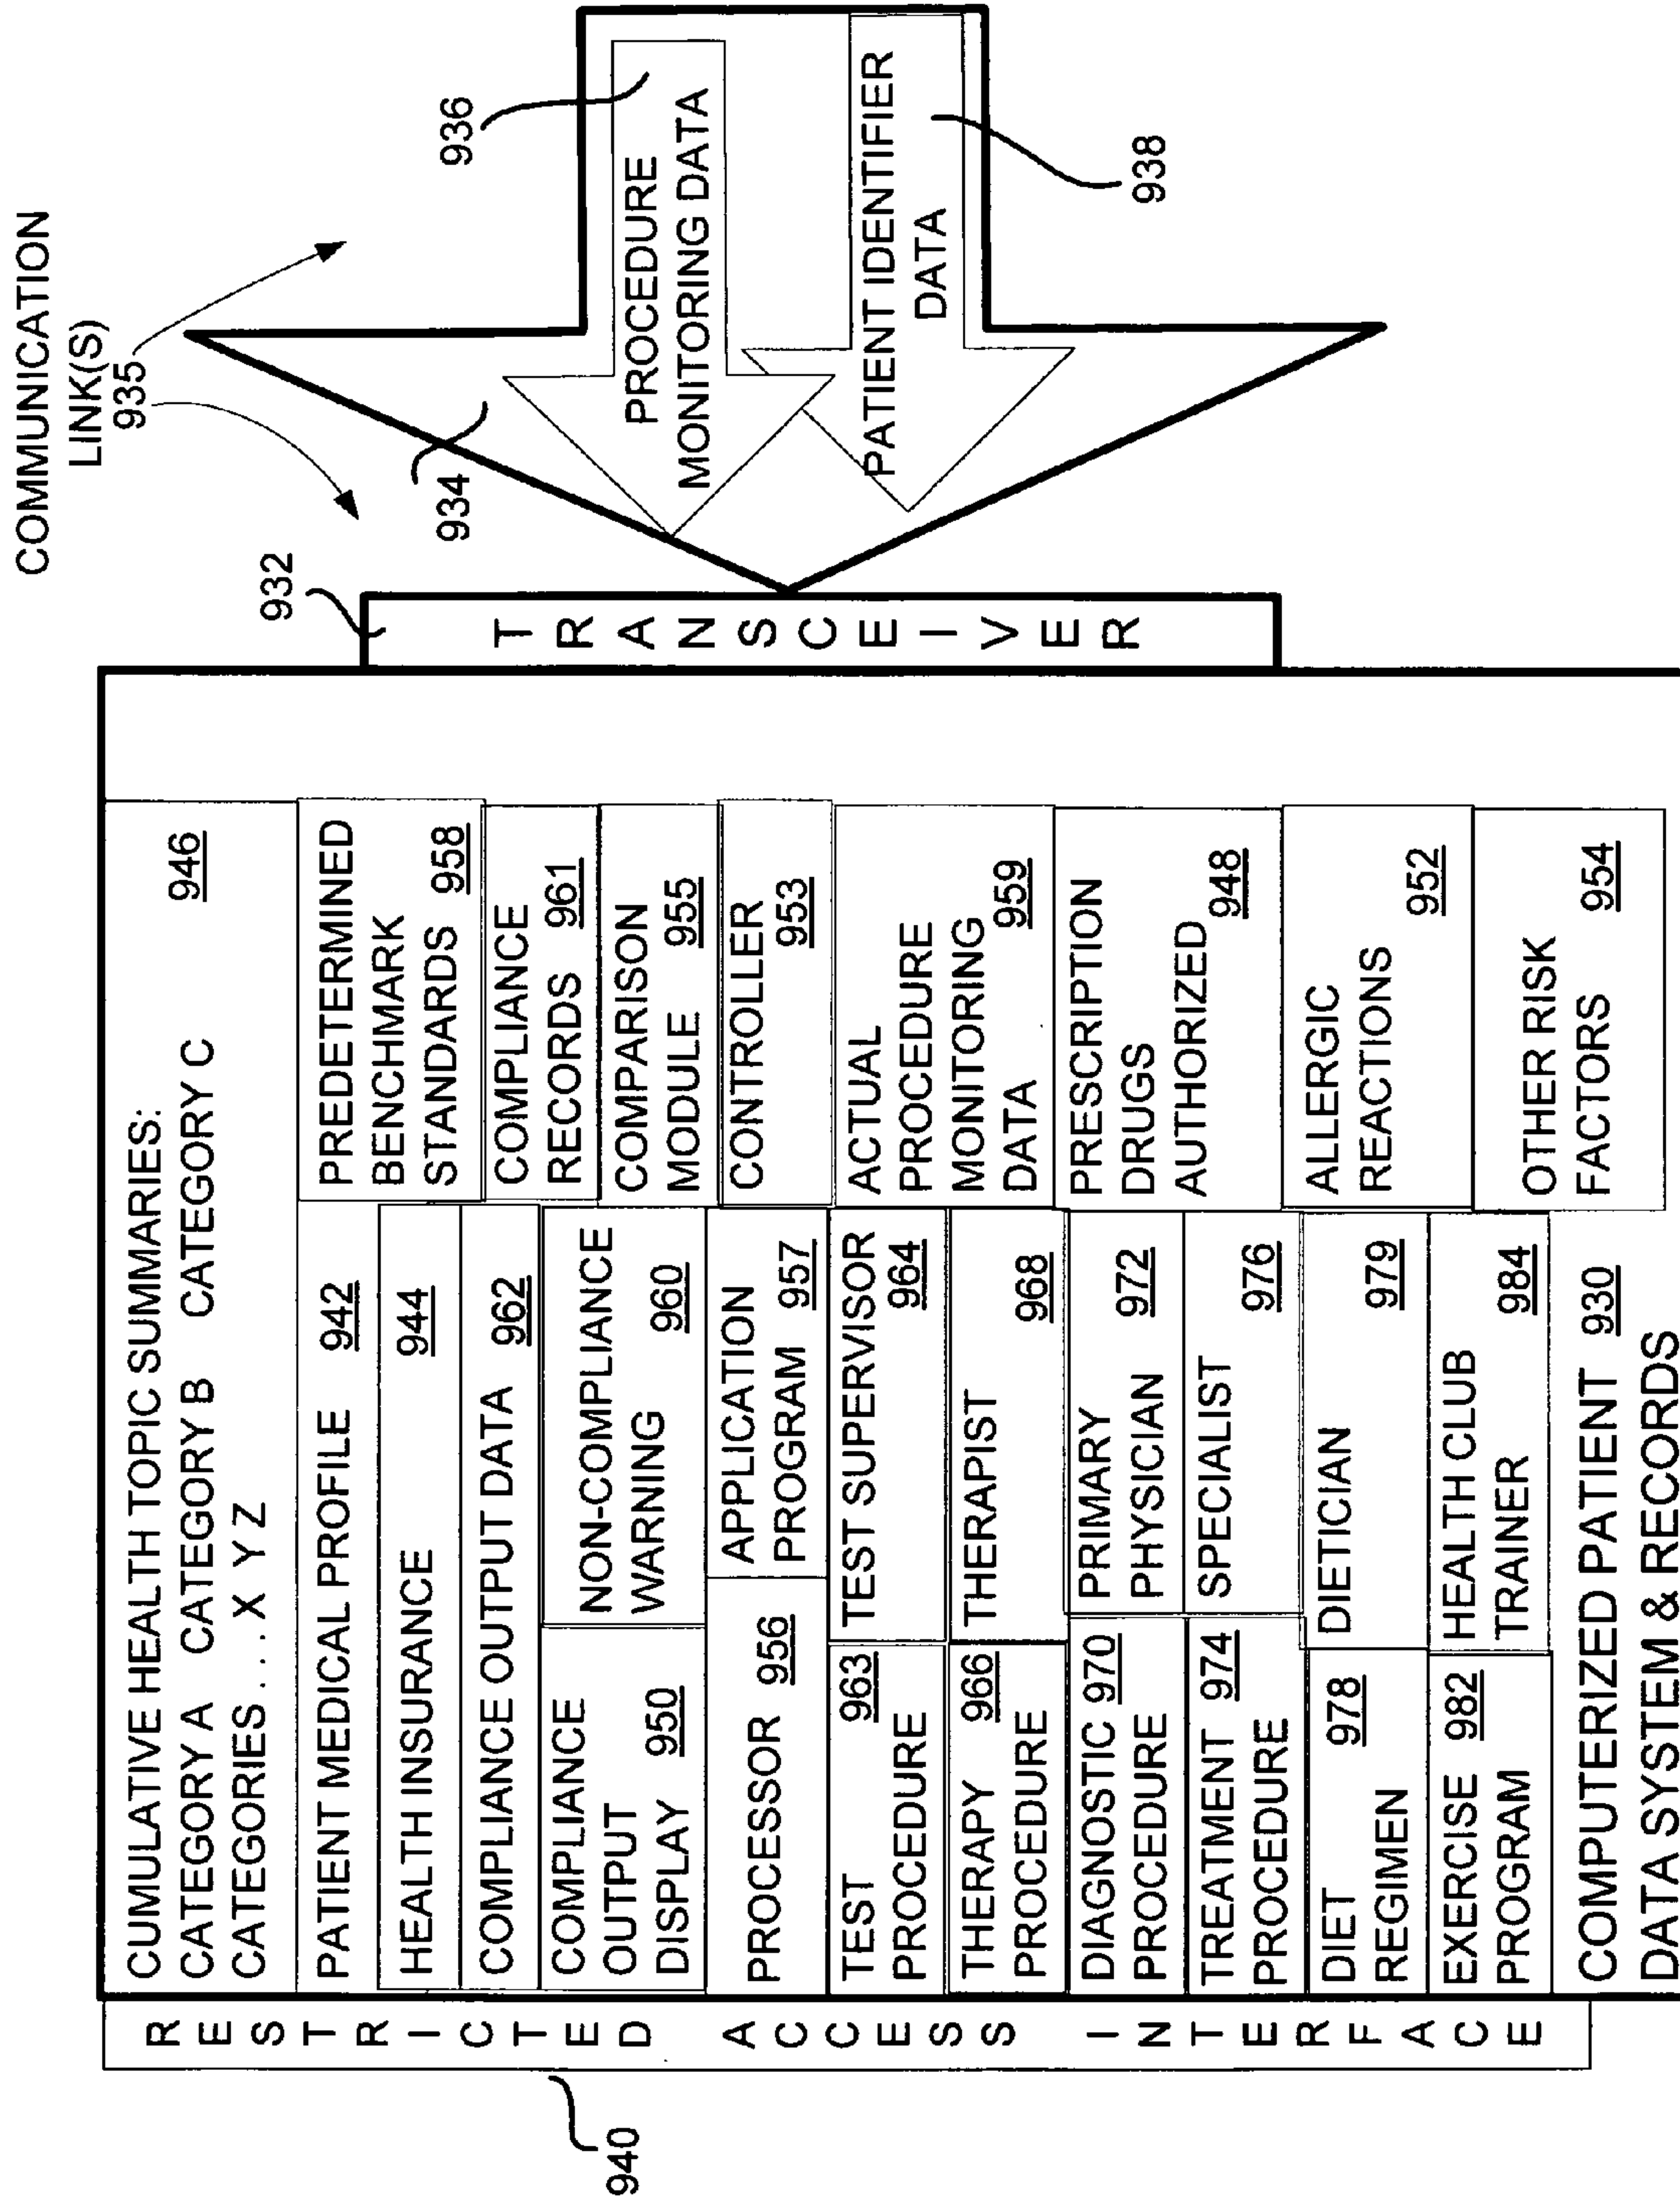 CUMULATIVE HEALTH TOPIC SUMMARIES:
CATEGORY A CATEGORY B CATEGORY C
CATEGORIES . . . X Y Z
946
PATIENT MEDICAL PROFILE 942
HEALTH INSURANCE 944
COMPLIANCE OUTPUT DATA 962
COMPLIANCE
OUTPUT
DISPLAY 950
NON-COMPLIANCE
WARNING 960
PROCESSOR 956
APPLICATION
PROGRAM 957
TEST 963
PROCEDURE
TEST SUPERVISOR
964
THERAPY 966
PROCEDURE
THERAPIST
968
DIAGNOSTIC 970
PROCEDURE
PRIMARY
PHYSICIAN 972
TREATMENT 974
PROCEDURE
SPECIALIST
976
DIET 978
REGIMEN
DIETICIAN
979
EXERCISE 982
PROGRAM
HEALTH CLUB
TRAINER 984
PREDETERMINED
BENCHMARK
STANDARDS 958
COMPLIANCE
RECORDS 961
COMPARISON
MODULE 955
CONTROLLER
953
ACTUAL
PROCEDURE
MONITORING
DATA 959
PRESCRIPTION
DRUGS
AUTHORIZED 948
ALLERGIC
REACTIONS 952
OTHER RISK
FACTORS 954
COMPUTERIZED PATIENT 930
DATA SYSTEM & RECORDS
RESTRICTED ACCESS INTERFACE
940
TRANSCEIVER
932
COMMUNICATION
LINK(S)
935
934
PROCEDURE
MONITORING DATA
936
PATIENT IDENTIFIER
DATA
938